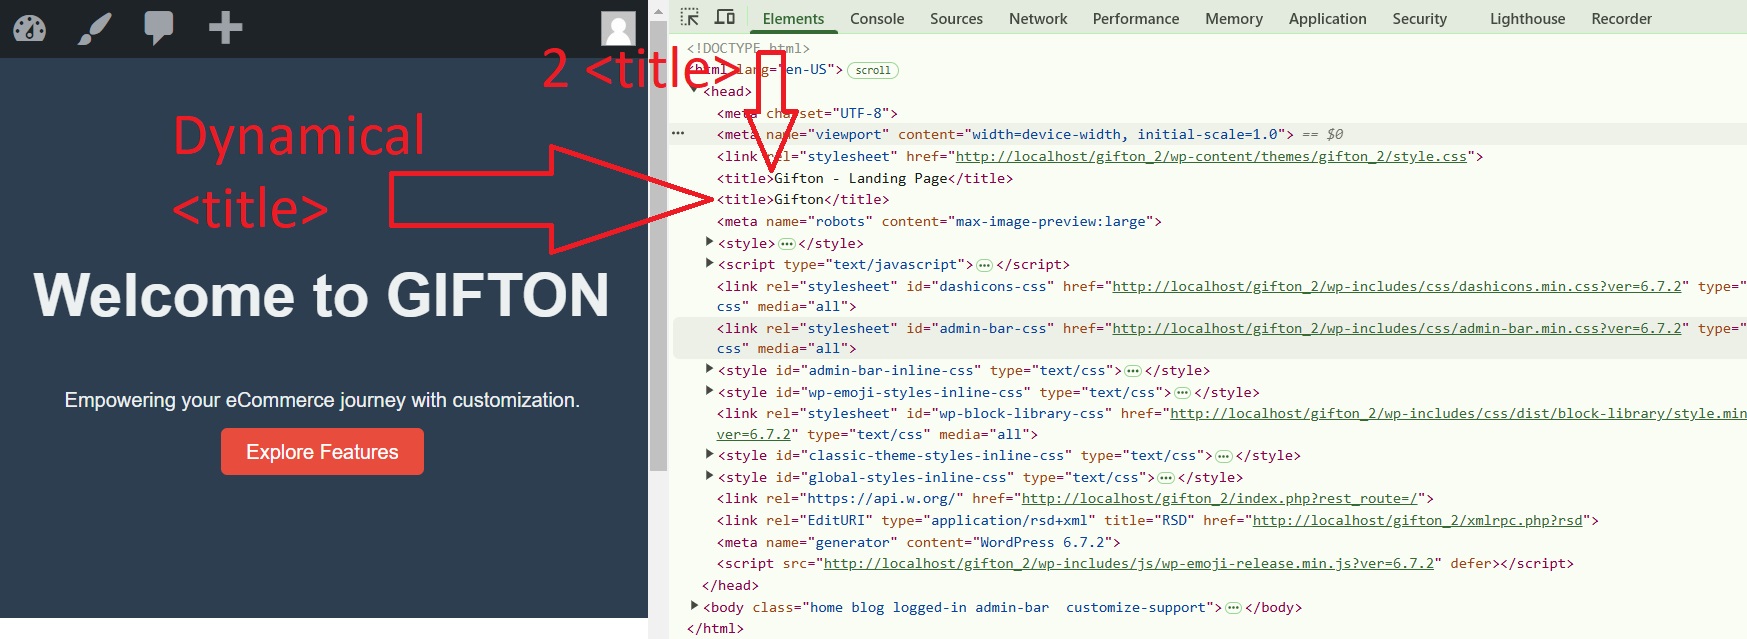 Elements Console Sources Network Performance Memory Application Security Lighthouse Recorder
2 <title>
Dynamical
<title>
Welcome to GIFTON
Empowering your eCommerce journey with customization.
Explore Features
<!DOCTYPE html>
<html lang="en-US"> scroll
<head>
<meta charset="UTF-8">
<meta name="viewport" content="width=device-width, initial-scale=1.0"> == $0
<link rel="stylesheet" href="http://localhost/gifton_2/wp-content/themes/gifton_2/style.css">
<title>Gifton - Landing Page</title>
<title>Gifton</title>
<meta name="robots" content="max-image-preview:large">
<style></style>
<script type="text/javascript"></script>
<link rel="stylesheet" id="dashicons-css" href="http://localhost/gifton_2/wp-includes/css/dashicons.min.css?ver=6.7.2" type="
css" media="all">
<link rel="stylesheet" id="admin-bar-css" href="http://localhost/gifton_2/wp-includes/css/admin-bar.min.css?ver=6.7.2" type="
css" media="all">
<style id="admin-bar-inline-css" type="text/css"></style>
<style id="wp-emoji-styles-inline-css" type="text/css"></style>
<link rel="stylesheet" id="wp-block-library-css" href="http://localhost/gifton_2/wp-includes/css/dist/block-library/style.min
ver=6.7.2" type="text/css" media="all">
<style id="classic-theme-styles-inline-css" type="text/css"></style>
<style id="global-styles-inline-css" type="text/css"></style>
<link rel="https://api.w.org/" href="http://localhost/gifton_2/index.php?rest_route=/">
<link rel="EditURI" type="application/rsd+xml" title="RSD" href="http://localhost/gifton_2/xmlrpc.php?rsd">
<meta name="generator" content="WordPress 6.7.2">
<script src="http://localhost/gifton_2/wp-includes/js/wp-emoji-release.min.js?ver=6.7.2" defer></script>
</head>
<body class="home blog logged-in admin-bar  customize-support"></body>
</html>